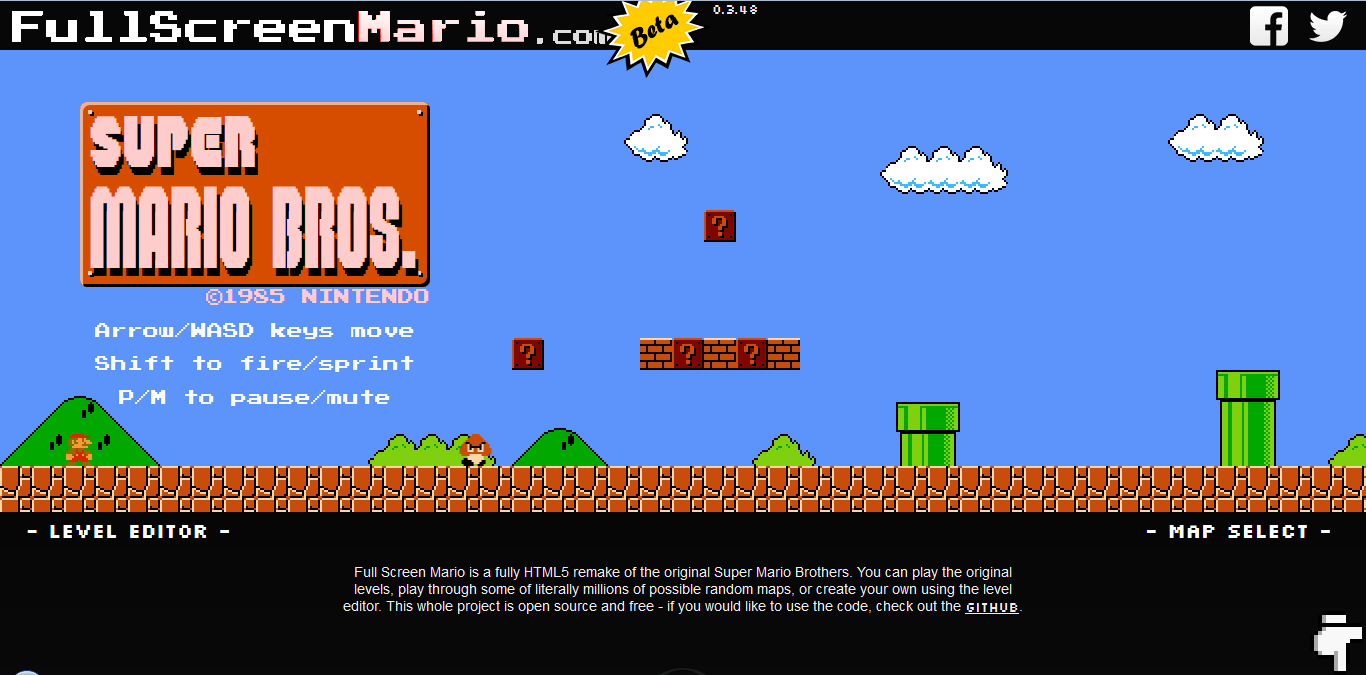 FullScreenMario.com
Beta
0.3.48
SUPER
MARIO BROS.
©1985 NINTENDO
Arrow/WASD keys move
Shift to fire/sprint
P/M to pause/mute
?
?
? ?
- LEVEL EDITOR -
- MAP SELECT -
Full Screen Mario is a fully HTML5 remake of the original Super Mario Brothers. You can play the original
levels, play through some of literally millions of possible random maps, or create your own using the level
editor. This whole project is open source and free - if you would like to use the code, check out the GITHUB.